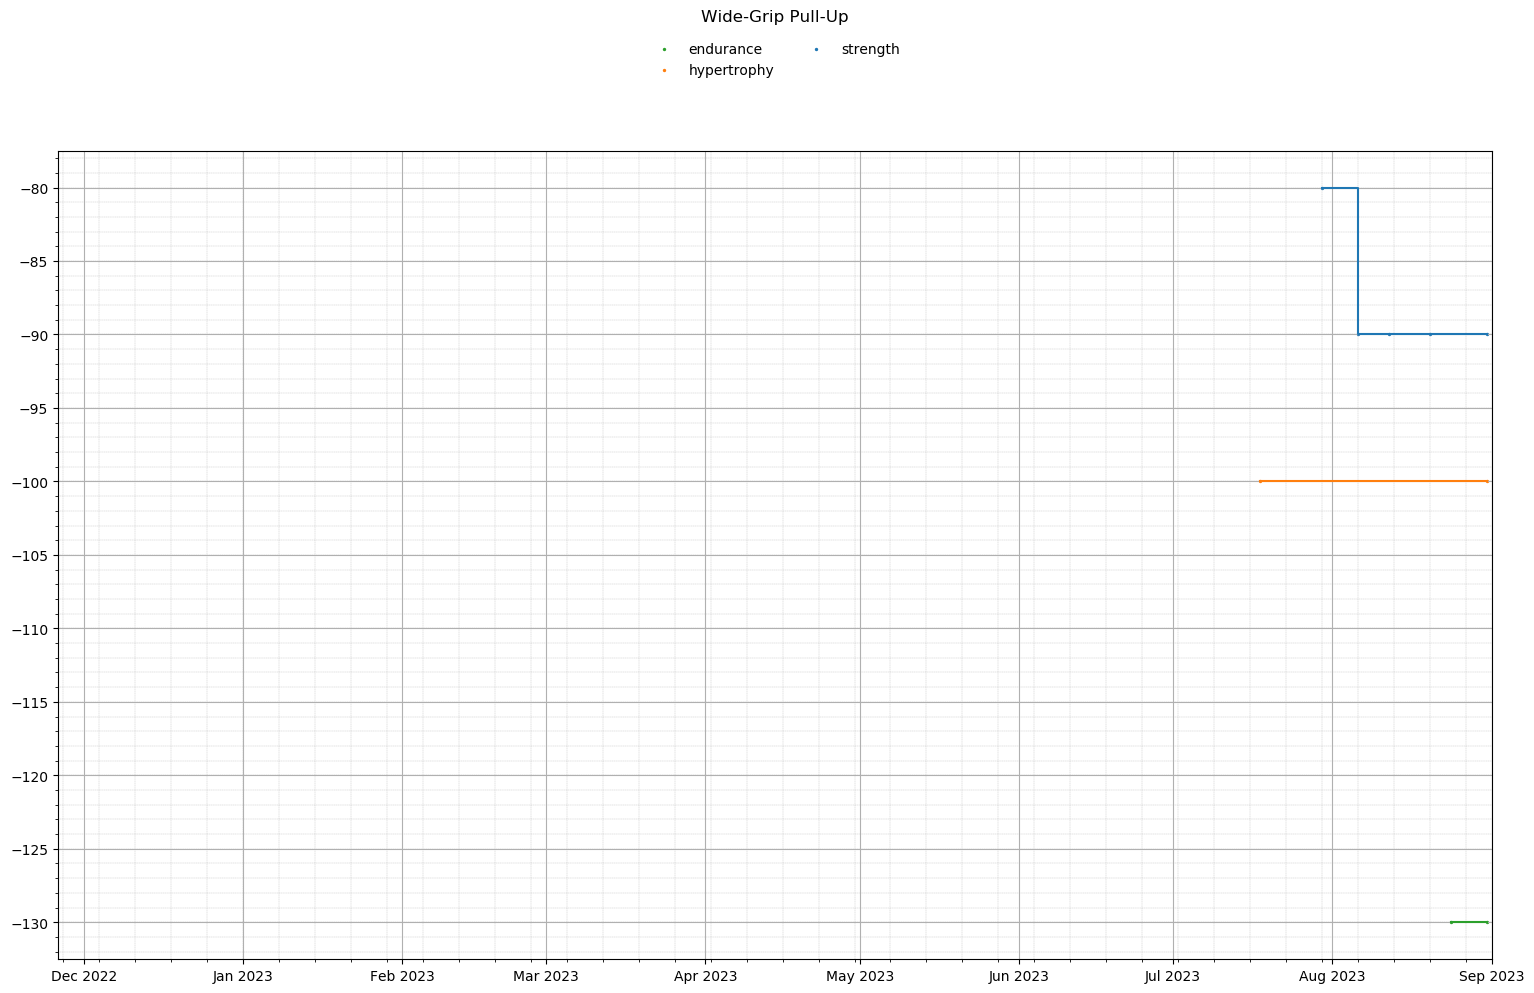 Wide-Grip Pull-Up
endurance strength
hypertrophy
−80
−85
−90
−95
−100
−105
−110
−115
−120
−125
−130
Dec 2022 Jan 2023 Feb 2023 Mar 2023 Apr 2023 May 2023 Jun 2023 Jul 2023 Aug 2023 Sep 2023